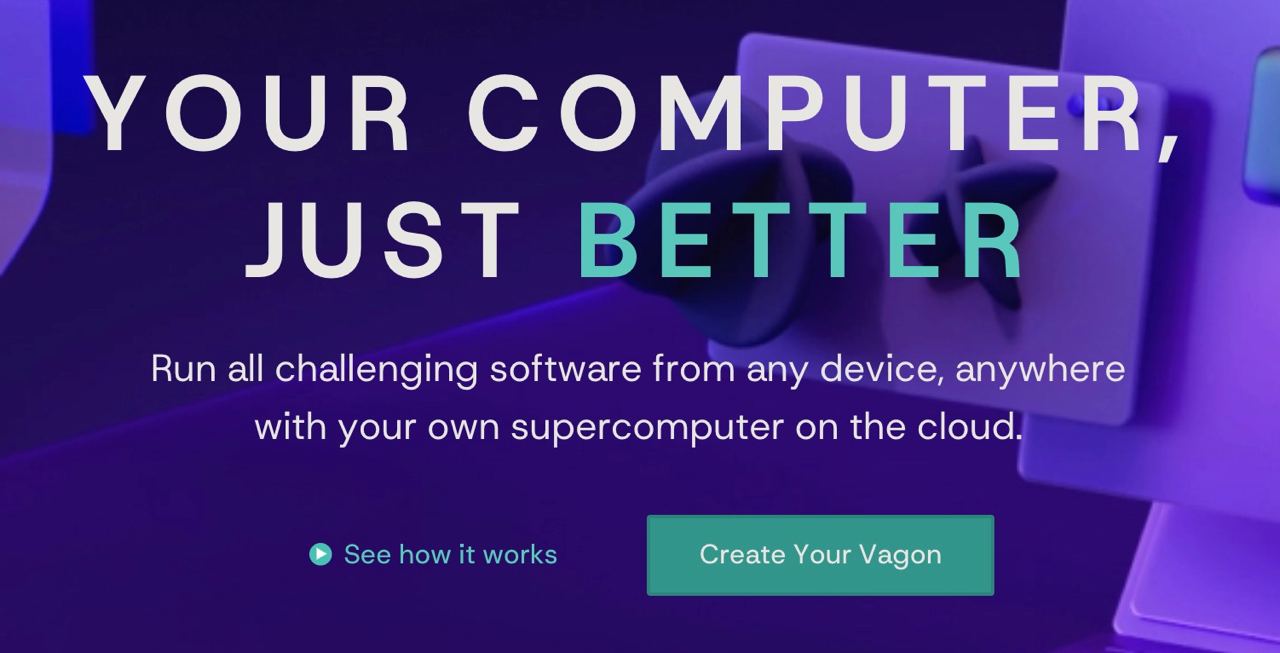 YOUR COMPUTER,
JUST BETTER
Run all challenging software from any device, anywhere
with your own supercomputer on the cloud.
See how it works
Create Your Vagon